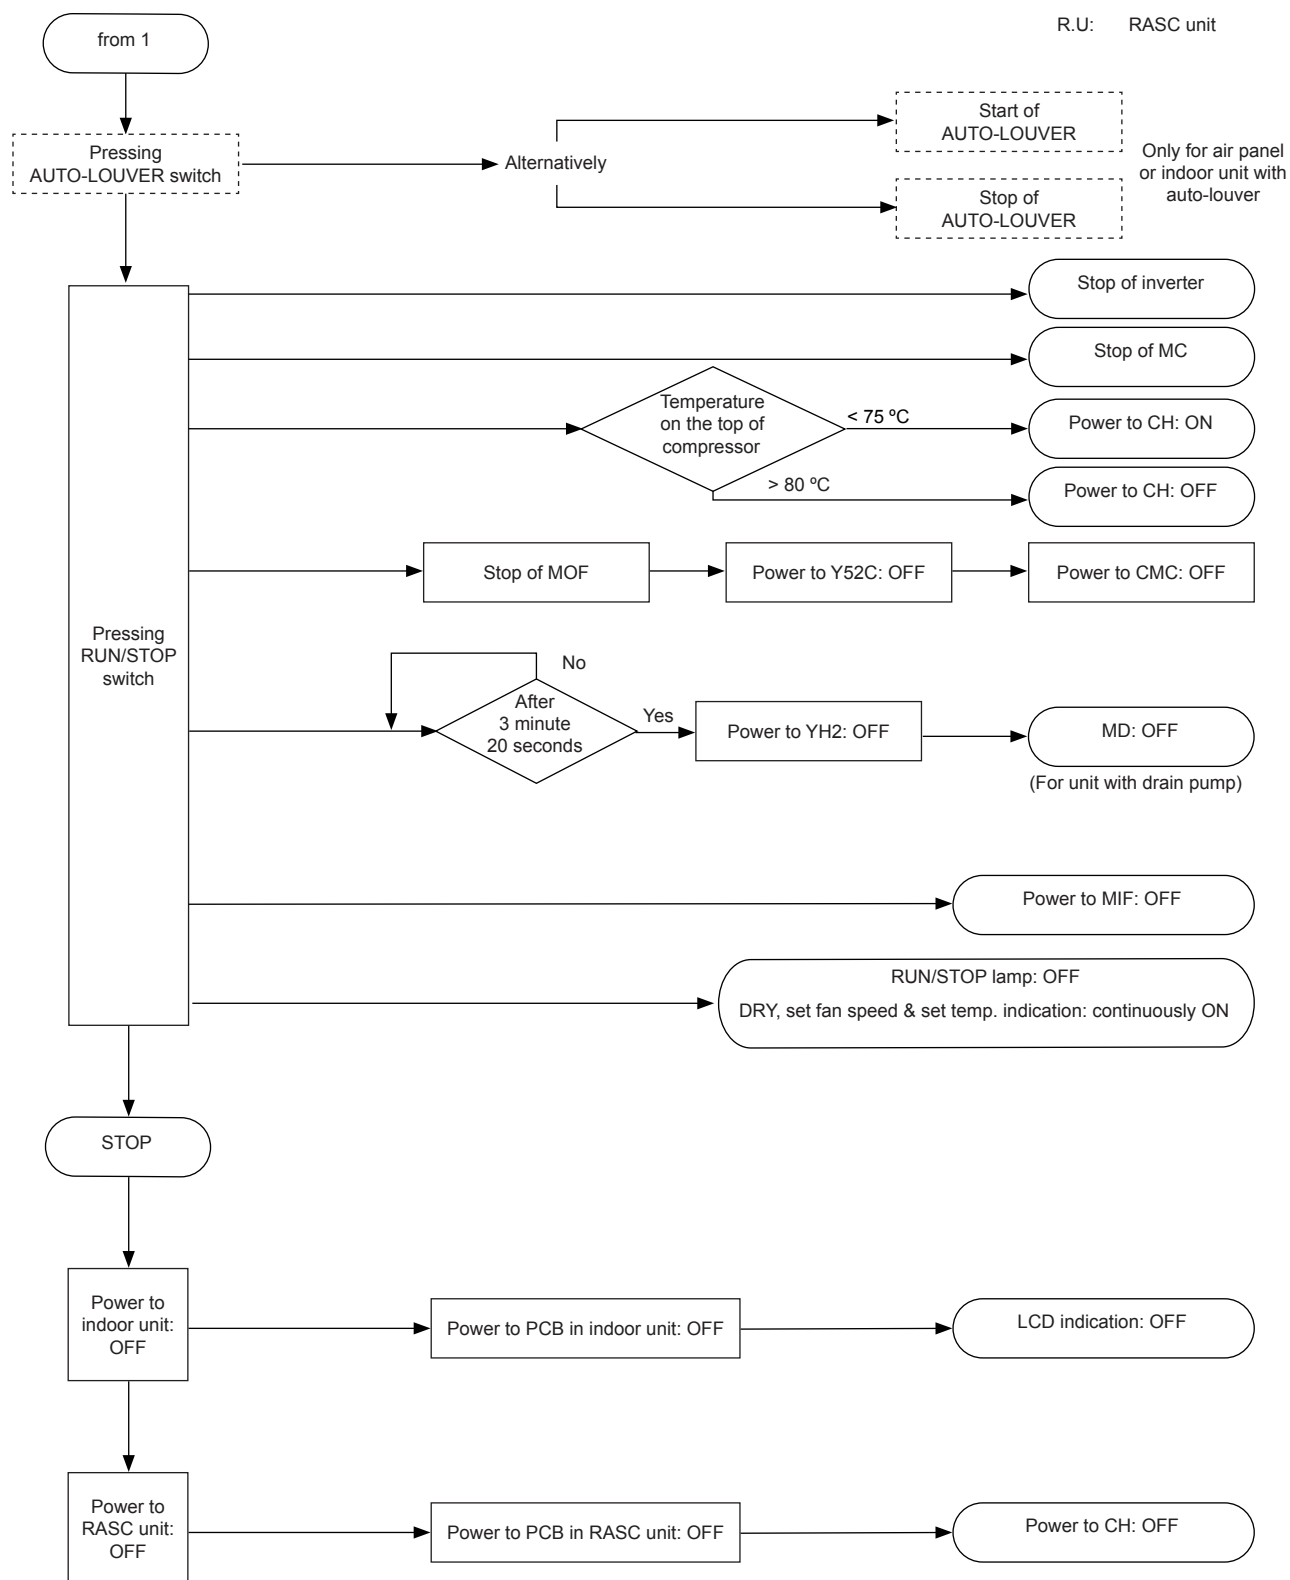 R.U: RASC unit
from 1
Pressing
AUTO-LOUVER switch
Alternatively
Start of
AUTO-LOUVER
Stop of
AUTO-LOUVER
Only for air panel
or indoor unit with
auto-louver
Pressing
RUN/STOP
switch
Stop of inverter
Stop of MC
Temperature
on the top of
compressor
< 75 ºC
Power to CH: ON
> 80 ºC
Power to CH: OFF
Stop of MOF
Power to Y52C: OFF
Power to CMC: OFF
No
After
3 minute
20 seconds
Yes
Power to YH2: OFF
MD: OFF
(For unit with drain pump)
Power to MIF: OFF
RUN/STOP lamp: OFF
DRY, set fan speed & set temp. indication: continuously ON
STOP
Power to
indoor unit:
OFF
Power to PCB in indoor unit: OFF
LCD indication: OFF
Power to
RASC unit:
OFF
Power to PCB in RASC unit: OFF
Power to CH: OFF